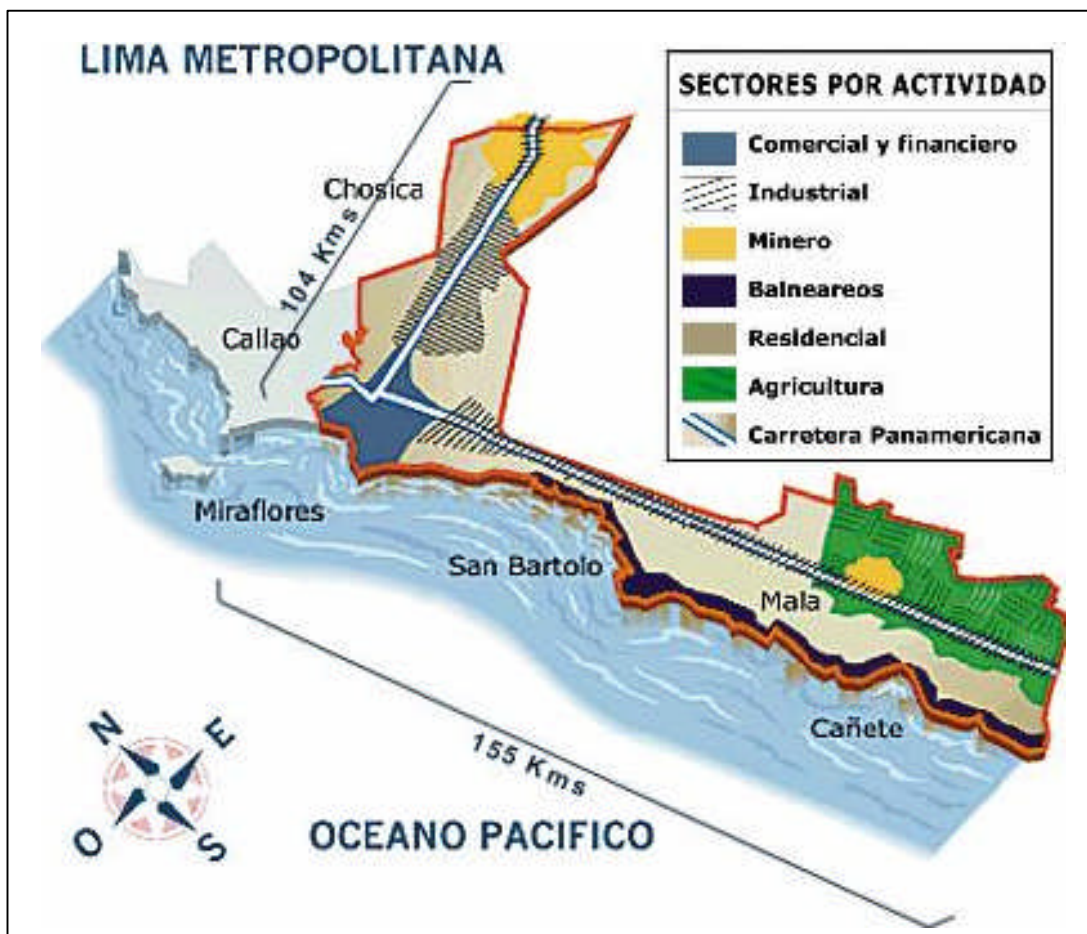 LIMA METROPOLITANA
SECTORES POR ACTIVIDAD
Comercial y financiero
Industrial
Minero
Balneareos
Residencial
Agricultura
Carretera Panamericana
Chosica
104 Kms
Callao
Miraflores
San Bartolo
Mala
Cañete
155 Kms
N
E
O
S
OCEANO PACIFICO